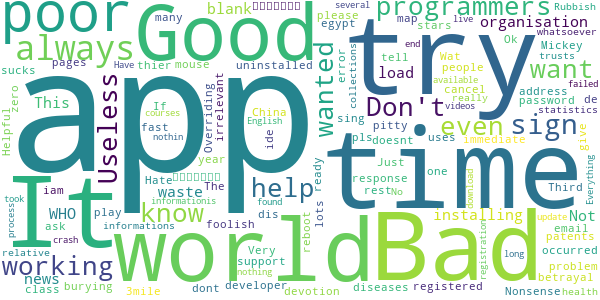 poor
Good
app
try
time
It
world
Bad
always
programmers
organisation
want
Don't
wanted
Useless
This
even
sign
help
know
working
news
waste
WHO
installing
load
blank
many
egypt
please
map
stars
several
live
Rubbish
whatsoever
Ok
Mickey
trusts
Wat
people
cancel
really
available
videos
failed
de
statistics
address
password
tell
error
collections
end
Have
pages
thier
mouse
uninstalled
sucks
zero
Helpful
If
courses
fast
nothin
Overriding
irrelevant
China
English
ide
sing
pitty
pls
doesnt
uses
immediate
Just
response
rest
No
one
download
Third
give
Everything
Not
email
occurred
patents
problem
betrayal
Nonsense
health
update
registration
long
registered
diseases
devotion
ready
lots
reboot
found
nothing
support
Very
developer
dis
foolish
The
year
informationis
Hate
iam
play
informations
dont
ask
took
process
crash
relative
class
burying
3mile